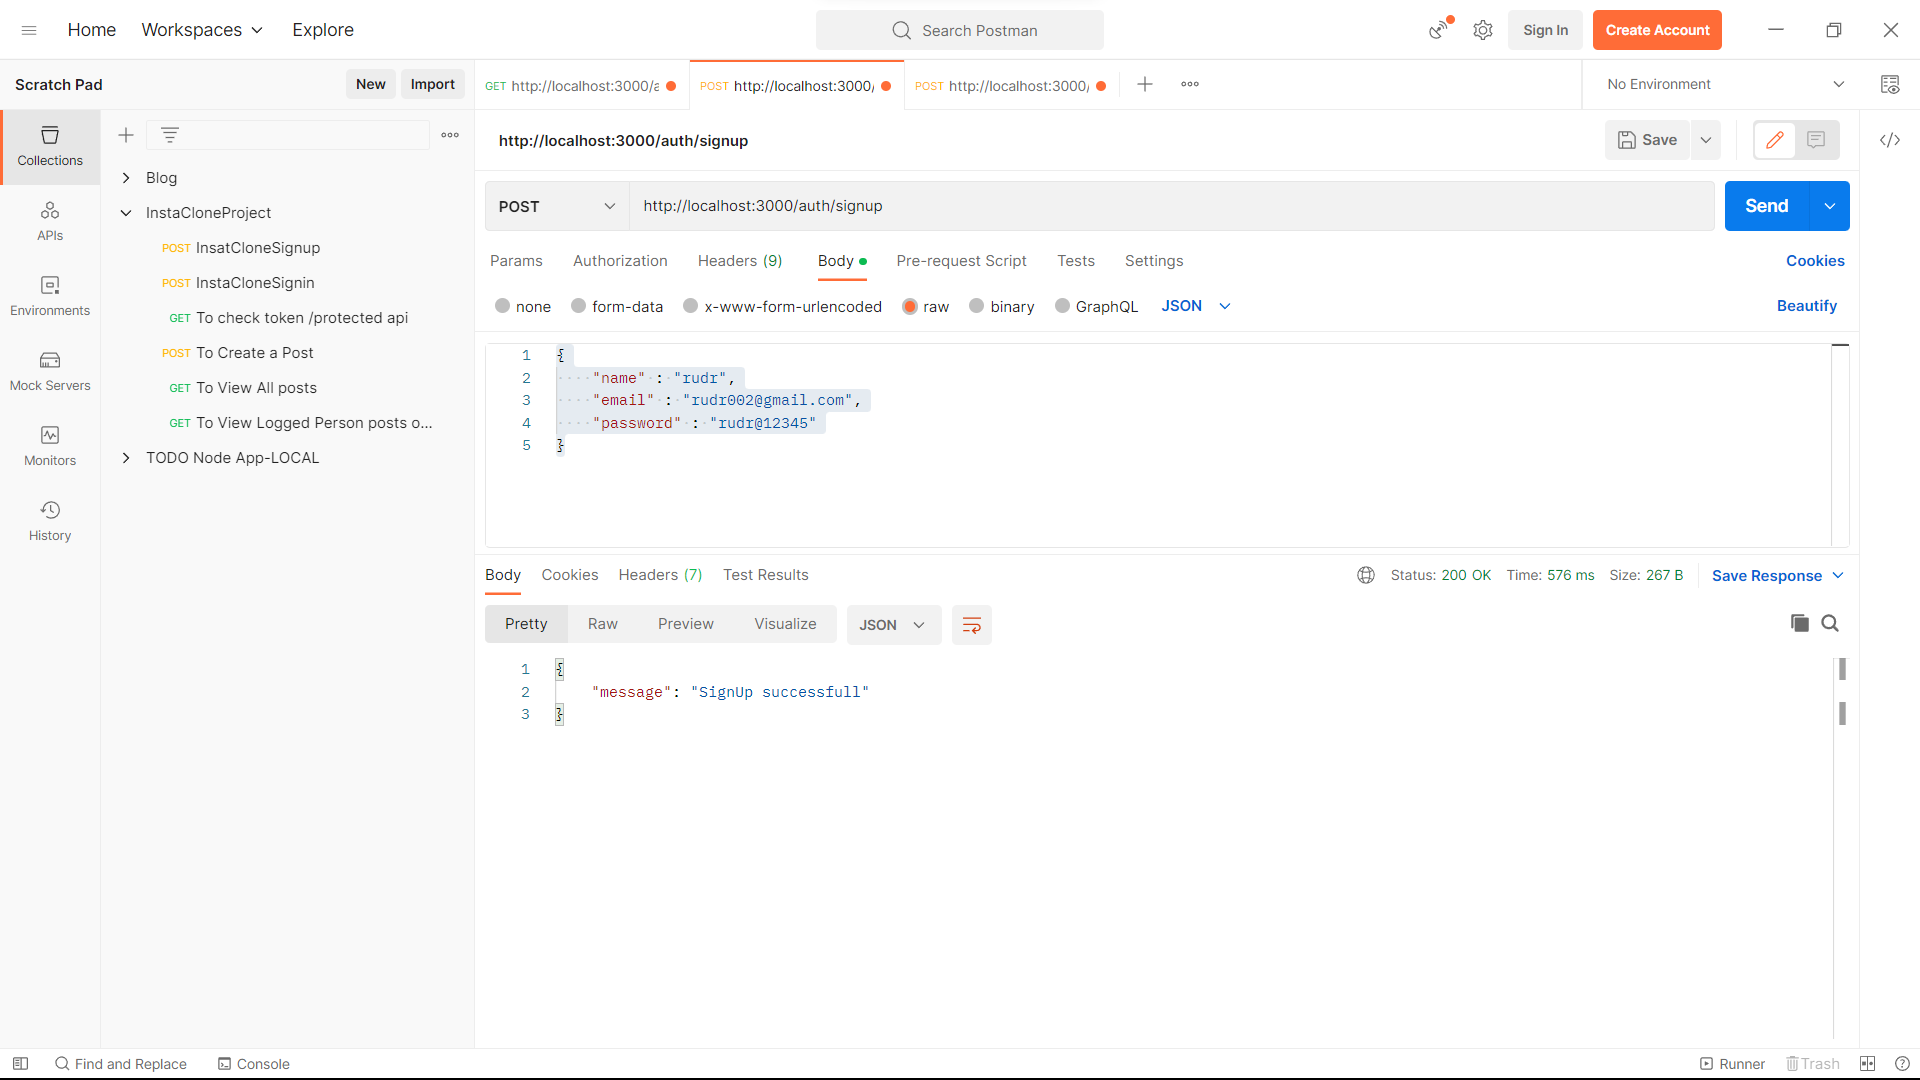 Home
Workspaces
Explore
Search Postman
Sign In
Create Account
Scratch Pad
New
Import
GET http://localhost:3000/a
POST http://localhost:3000/
POST http://localhost:3000/
No Environment
Collections
APIs
Environments
Mock Servers
Monitors
History
Blog
InstaCloneProject
POST InsatCloneSignup
POST InstaCloneSignin
GET To check token /protected api
POST To Create a Post
GET To View All posts
GET To View Logged Person posts o...
TODO Node App-LOCAL
http://localhost:3000/auth/signup
Save
POST
http://localhost:3000/auth/signup
Send
Params
Authorization
Headers (9)
Body
Pre-request Script
Tests
Settings
Cookies
none
form-data
x-www-form-urlencoded
raw
binary
GraphQL
JSON
Beautify
1 {
2 ····"name"·:·"rudr",
3 ····"email"·:·"rudr002@gmail.com",
4 ····"password"·:·"rudr@12345"
5 }
Body
Cookies
Headers (7)
Test Results
Status: 200 OK
Time: 576 ms
Size: 267 B
Save Response
Pretty
Raw
Preview
Visualize
JSON
1 {
2 "message": "SignUp successfull"
3 }
Find and Replace
Console
Runner
Trash